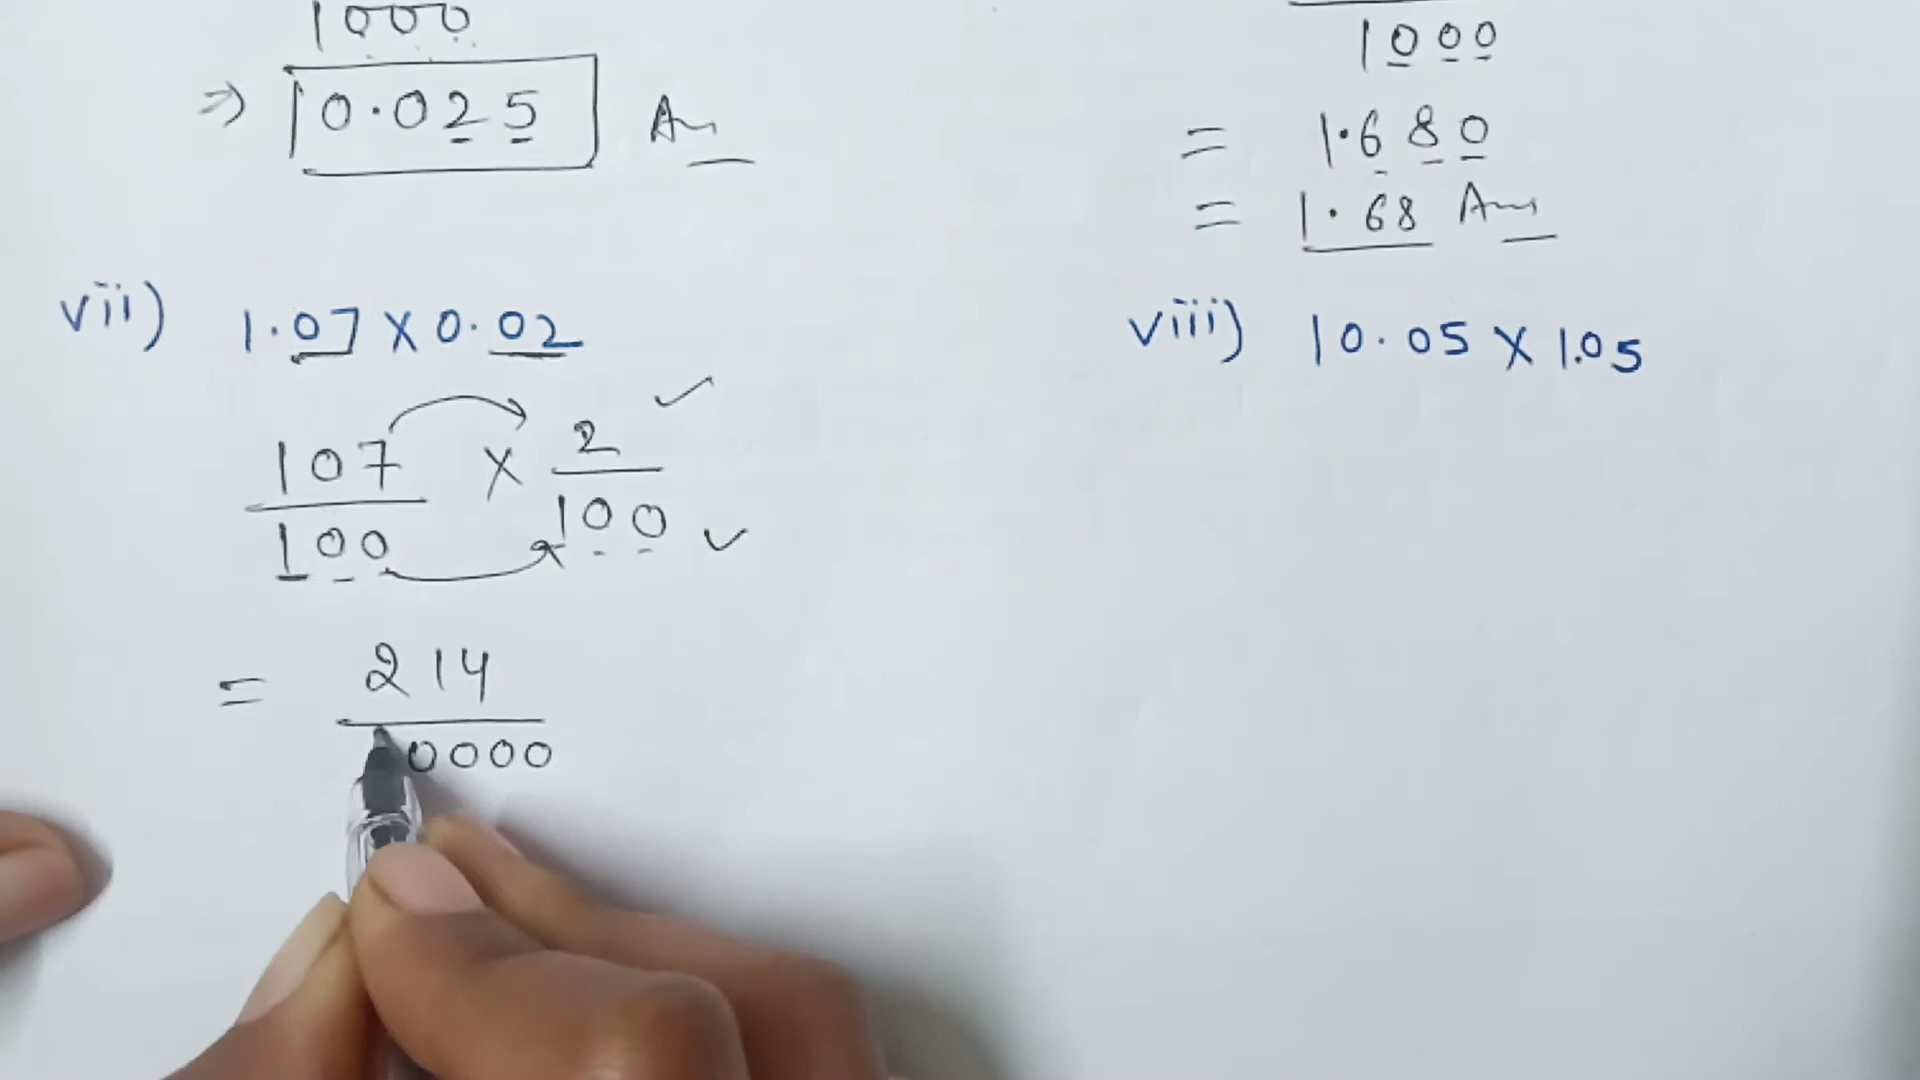 1000
⇒ 0.025 Ans
vii) 1.07 X 0.02
107 X 2 ✓
100 100 ✓
= 214
0000
1000
= 1.680
= 1.68 Ans
viii) 10.05 X 1.05